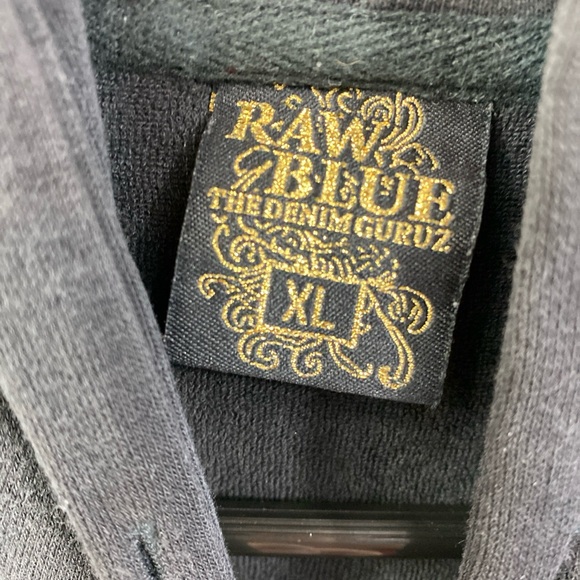 RAW
BLUE
THE DENIM GURUZ
XL